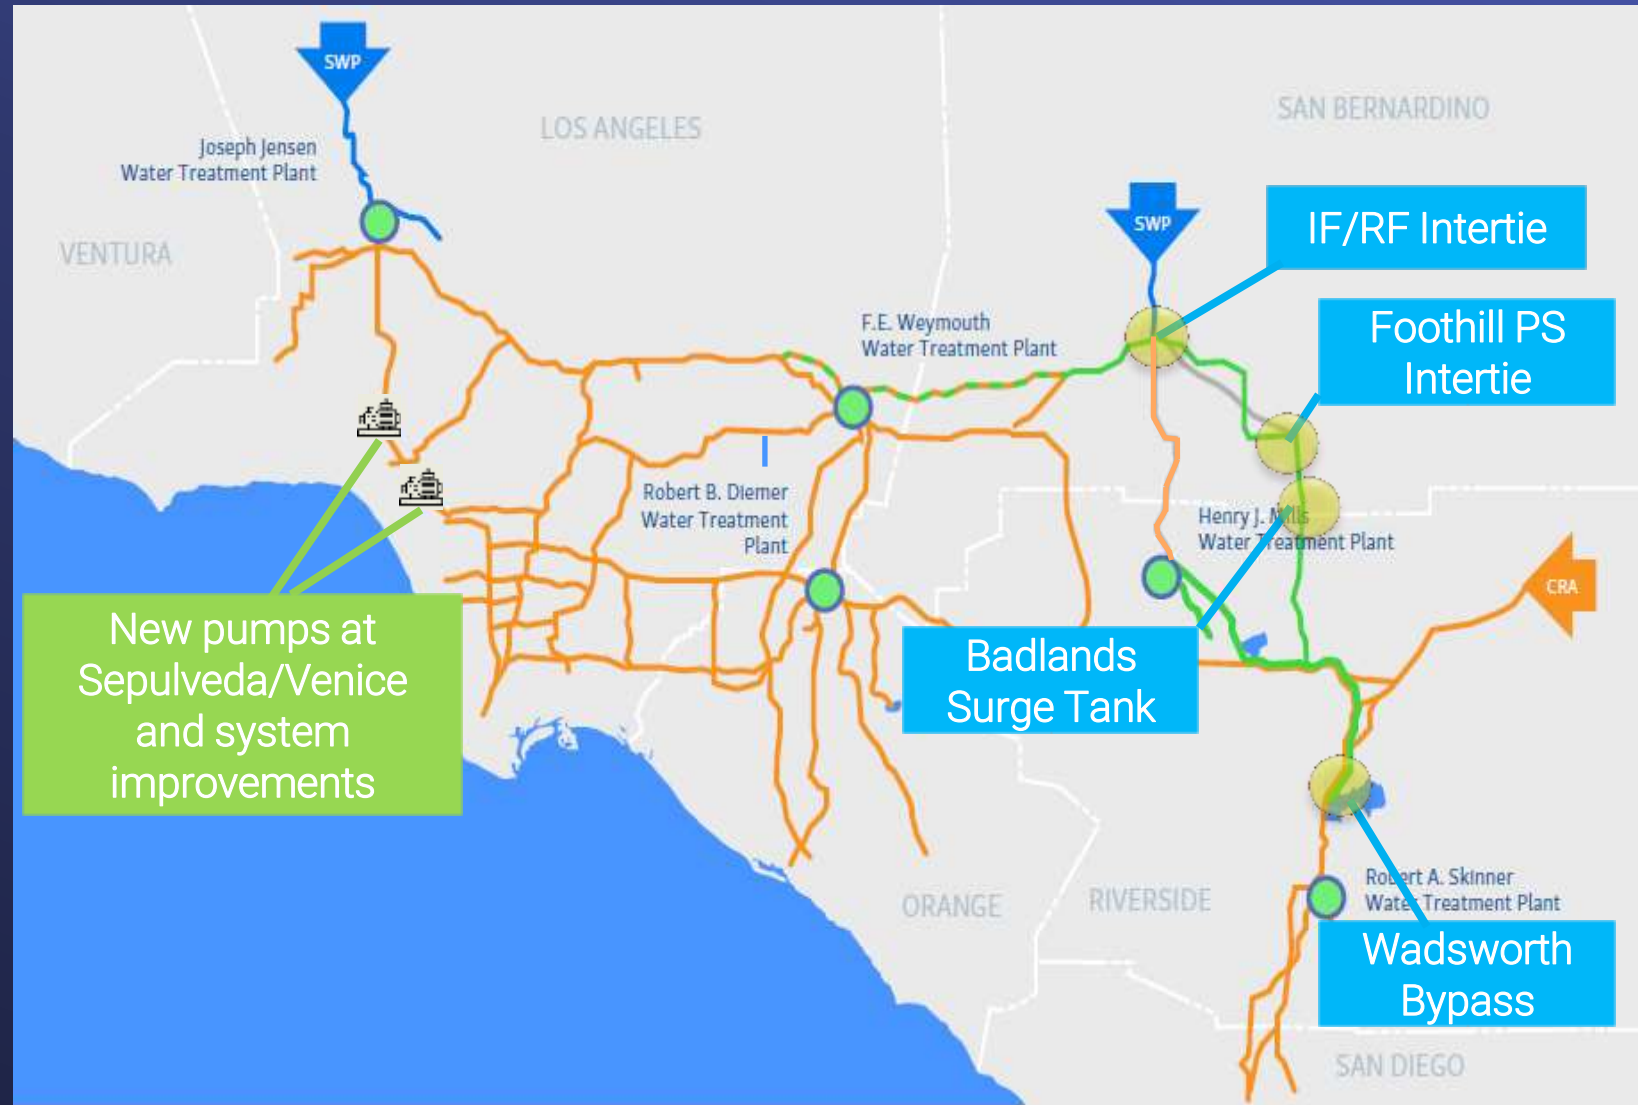 SWP
LOS ANGELES
SAN BERNARDINO
Joseph Jensen
Water Treatment Plant
VENTURA
SWP
IF/RF Intertie
F.E. Weymouth
Water Treatment Plant
Foothill PS
Intertie
Robert B. Diemer
Water Treatment
Plant
Henry J. Mills
Water Treatment Plant
CRA
New pumps at
Sepulveda/Venice
and system
improvements
Badlands
Surge Tank
ORANGE
RIVERSIDE
Robert A. Skinner
Water Treatment Plant
Wadsworth
Bypass
SAN DIEGO